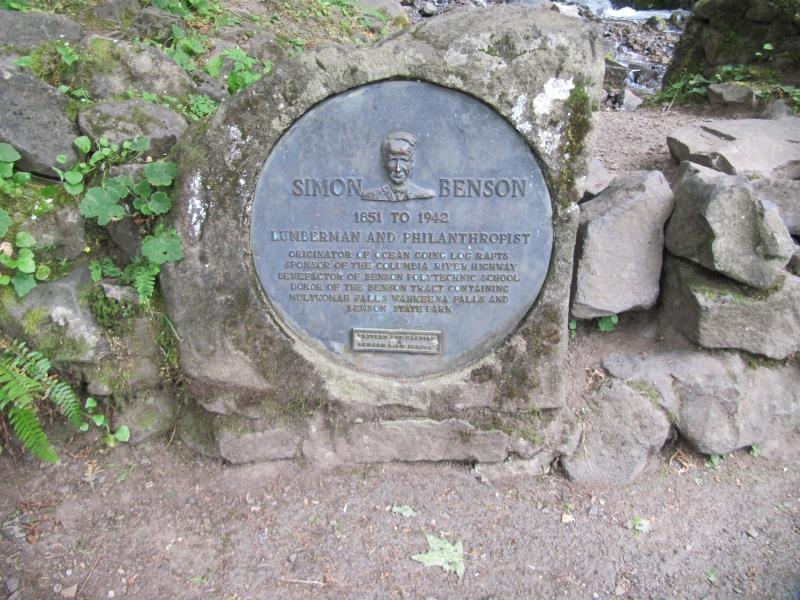 SIMON BENSON
1851 TO 1942
LUMBERMAN AND PHILANTHROPIST
ORIGINATOR OF OCEAN GOING LOG RAFTS
SPONSOR OF THE COLUMBIA RIVER HIGHWAY
BENEFACTOR OF BENSON POLYTECHNIC SCHOOL
DONOR OF THE BENSON TRACT CONTAINING
MULTNOMAH FALLS WAHKEENA FALLS AND
BENSON STATE PARK